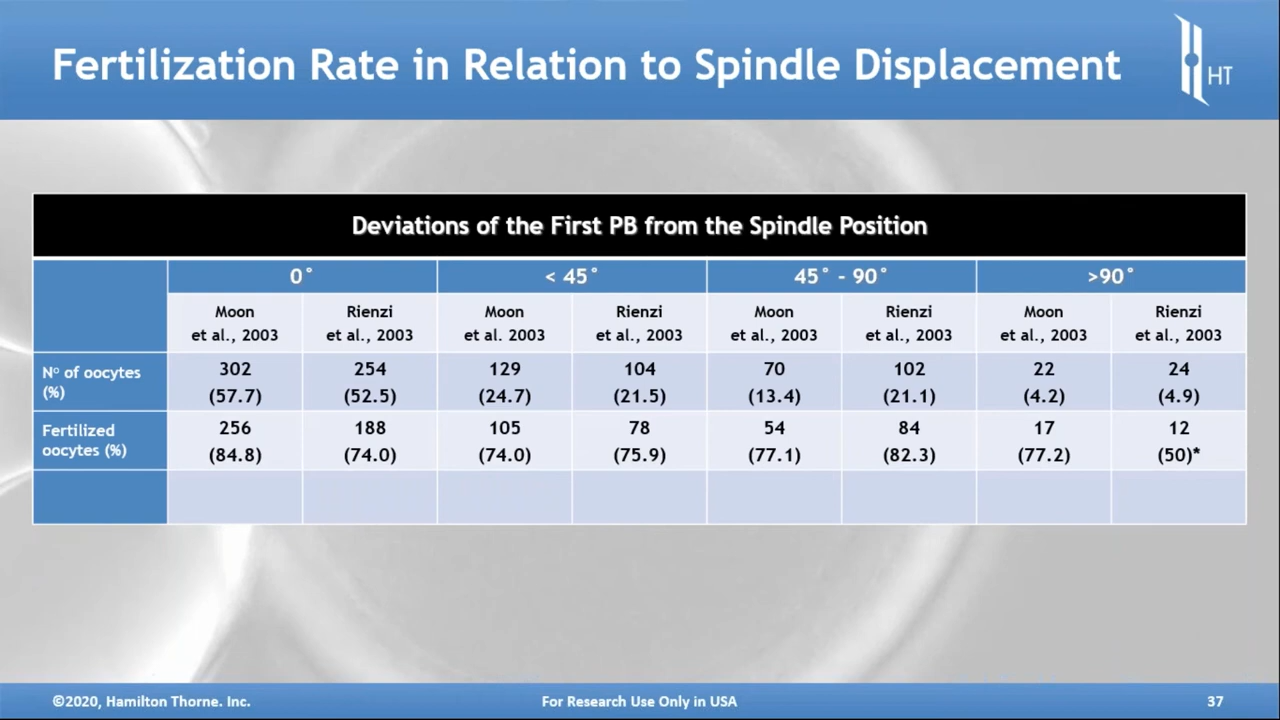 Fertilization Rate in Relation to Spindle Displacement
HT
Deviations of the First PB from the Spindle Position
0° < 45° 45° - 90° >90°
Moon Rienzi Moon Rienzi Moon Rienzi Moon Rienzi
et al., 2003 et al., 2003 et al. 2003 et al., 2003 et al., 2003 et al., 2003 et al., 2003 et al., 2003
Nº of oocytes 302 254 129 104 70 102 22 24
(%) (57.7) (52.5) (24.7) (21.5) (13.4) (21.1) (4.2) (4.9)
Fertilized 256 188 105 78 54 84 17 12
oocytes (%) (84.8) (74.0) (74.0) (75.9) (77.1) (82.3) (77.2) (50)*
©2020, Hamilton Thorne. Inc. For Research Use Only in USA 37